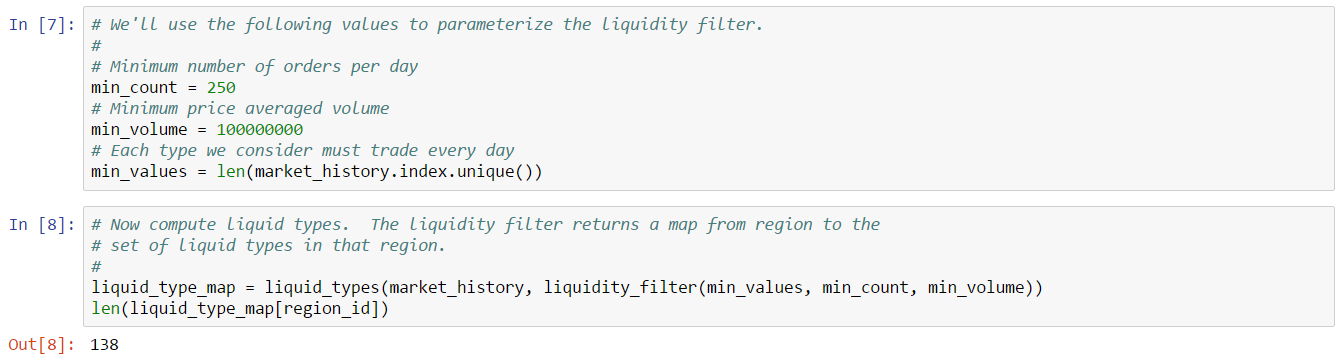 In [7]: # We'll use the following values to parameterize the liquidity filter.
#
# Minimum number of orders per day
min_count = 250
# Minimum price averaged volume
min_volume = 100000000
# Each type we consider must trade every day
min_values = len(market_history.index.unique())
In [8]: # Now compute liquid types.  The liquidity filter returns a map from region to the
# set of liquid types in that region.
#
liquid_type_map = liquid_types(market_history, liquidity_filter(min_values, min_count, min_volume))
len(liquid_type_map[region_id])
Out[8]: 138